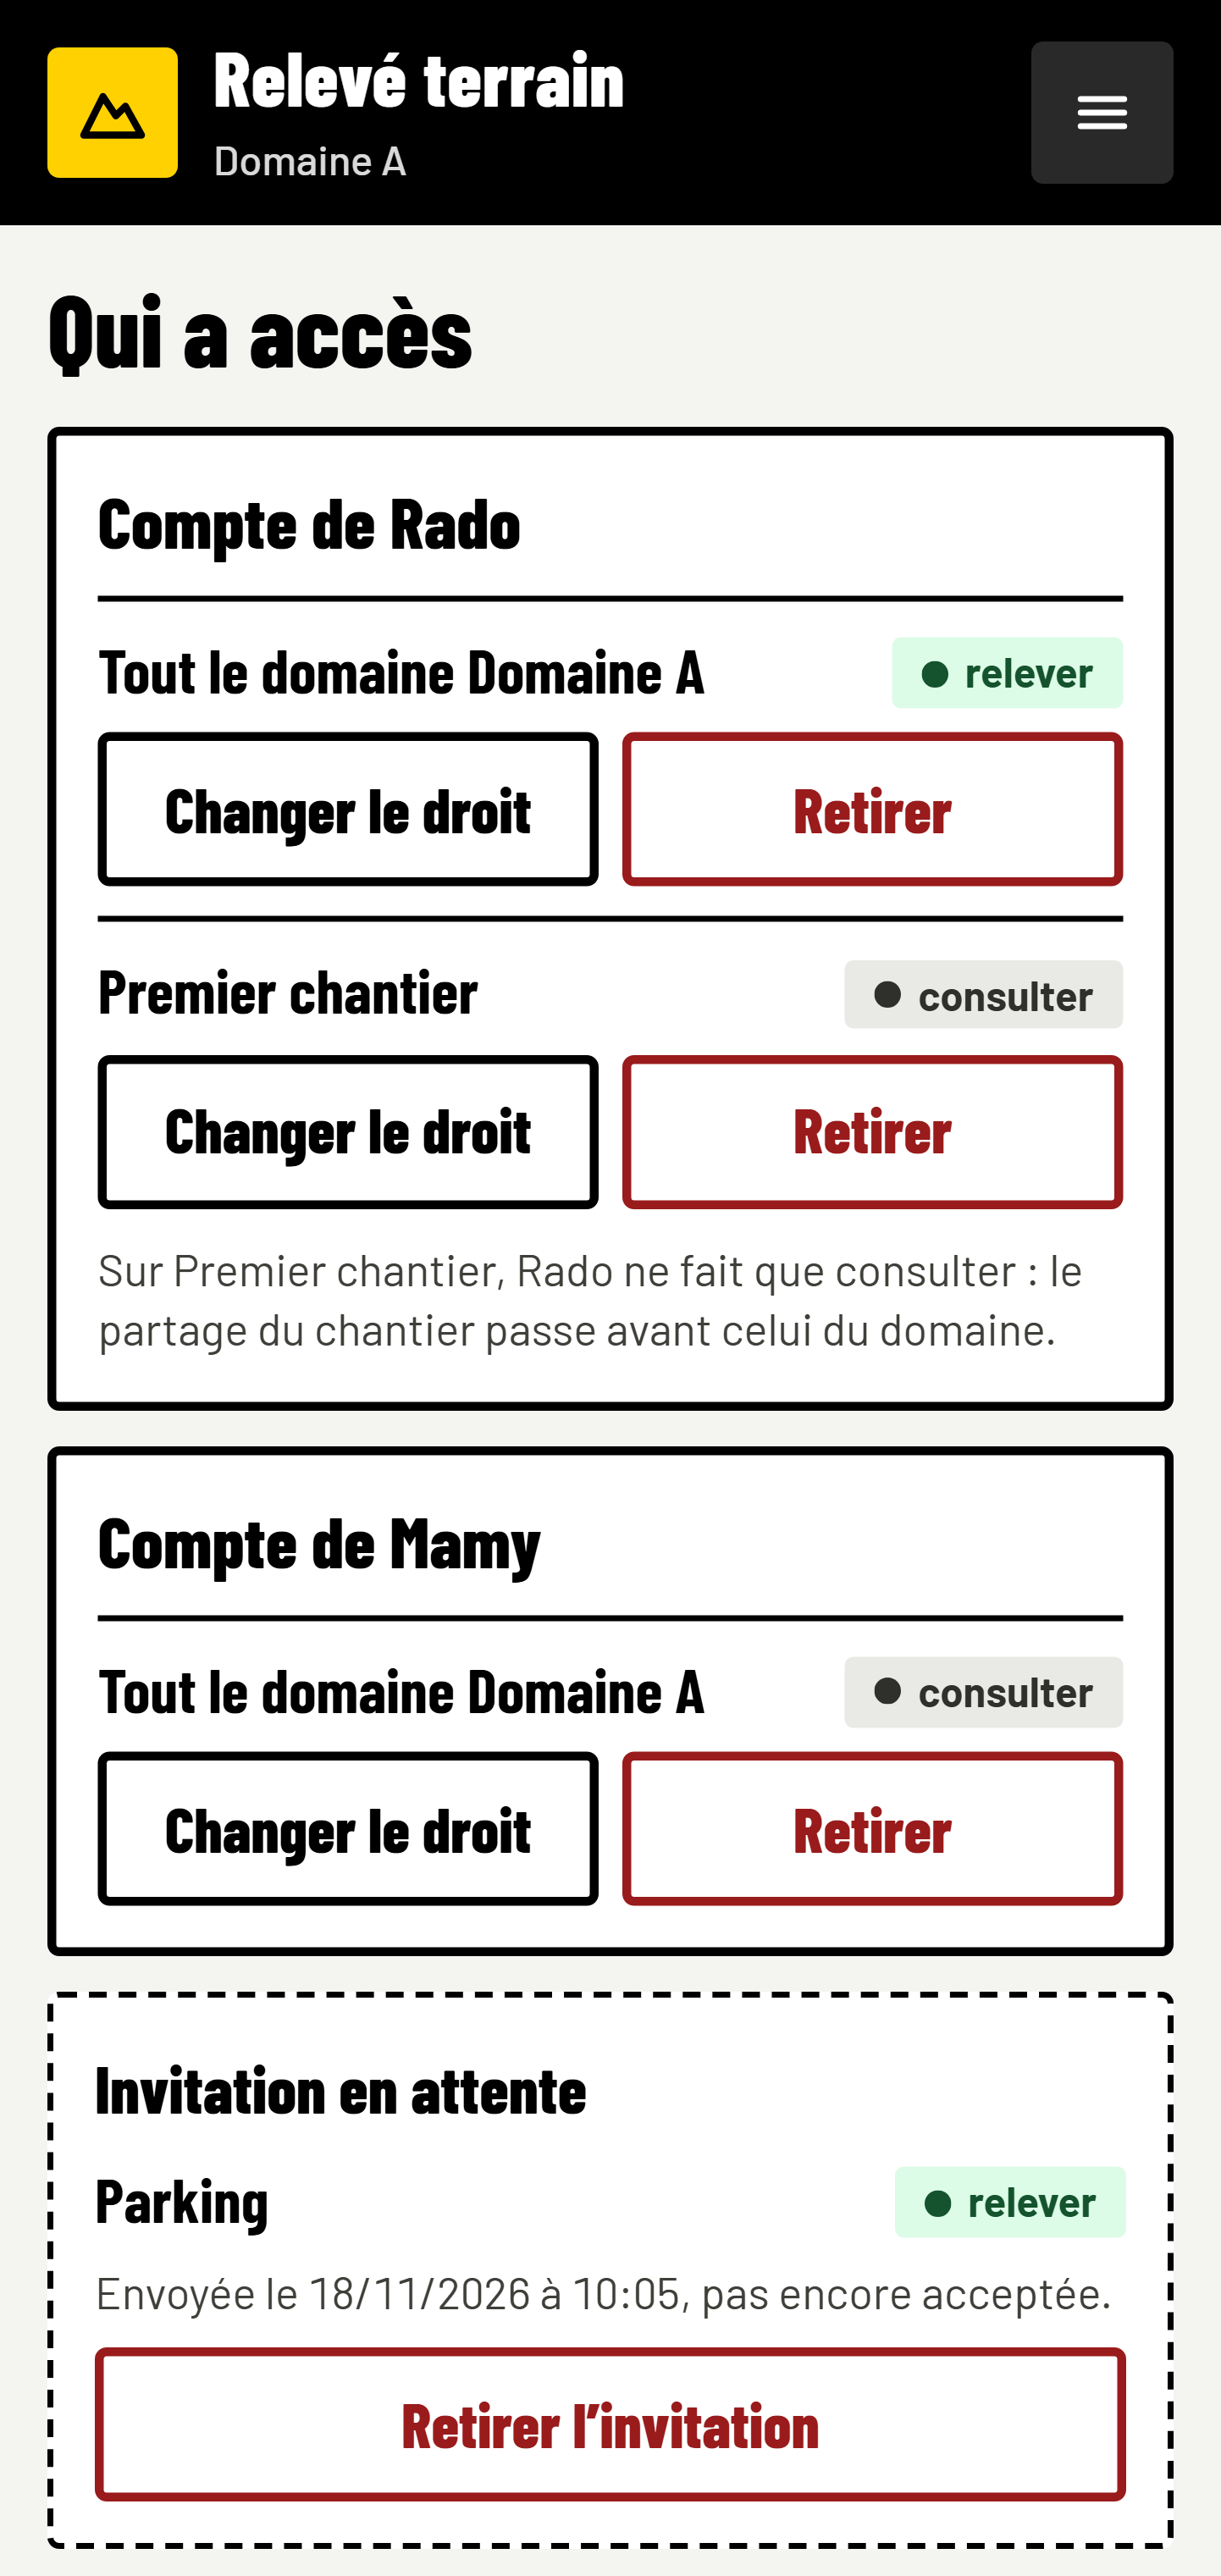 Relevé terrain
Domaine A
Qui a accès
Compte de Rado
Tout le domaine Domaine A
relever
Changer le droit
Retirer
Premier chantier
consulter
Changer le droit
Retirer
Sur Premier chantier, Rado ne fait que consulter : le
partage du chantier passe avant celui du domaine.
Compte de Mamy
Tout le domaine Domaine A
consulter
Changer le droit
Retirer
Invitation en attente
Parking
relever
Envoyée le 18/11/2026 à 10:05, pas encore acceptée.
Retirer l’invitation